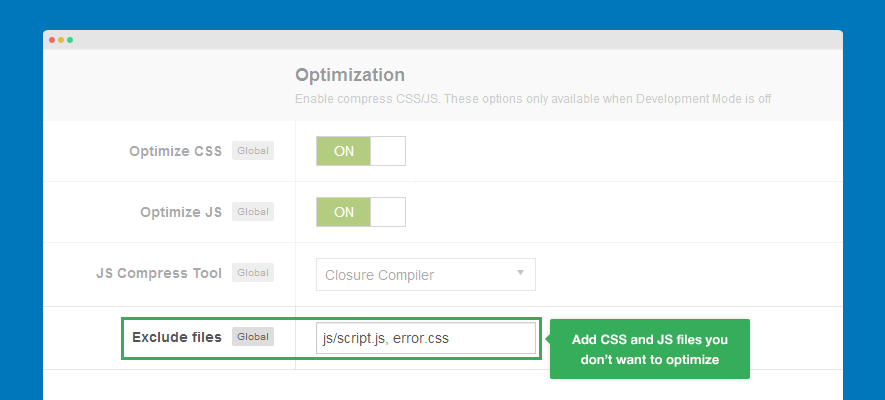 Optimization
Enable compress CSS/JS. These options only available when Development Mode is off
Optimize CSS Global ON
Optimize JS Global ON
JS Compress Tool Global Closure Compiler
Exclude files Global js/script.js, error.css
Add CSS and JS files you
don't want to optimize